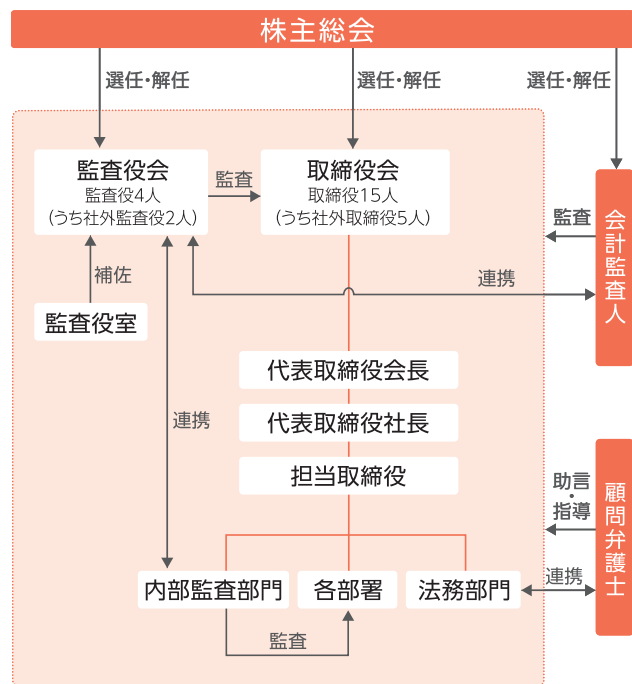 株主総会
選任・解任
選任・解任
選任・解任
監査役会
監査役4人
（うち社外監査役2人）
監査
取締役会
取締役15人
（うち社外取締役5人）
監査
会計監査人
補佐
連携
監査役室
代表取締役会長
連携
代表取締役社長
担当取締役
助言
・
指導
顧問弁護士
連携
内部監査部門
各部署
法務部門
監査